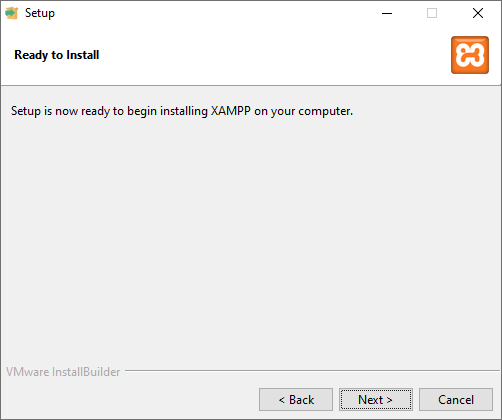 Setup
Ready to Install
Setup is now ready to begin installing XAMPP on your computer.
VMware InstallBuilder
< Back
Next >
Cancel